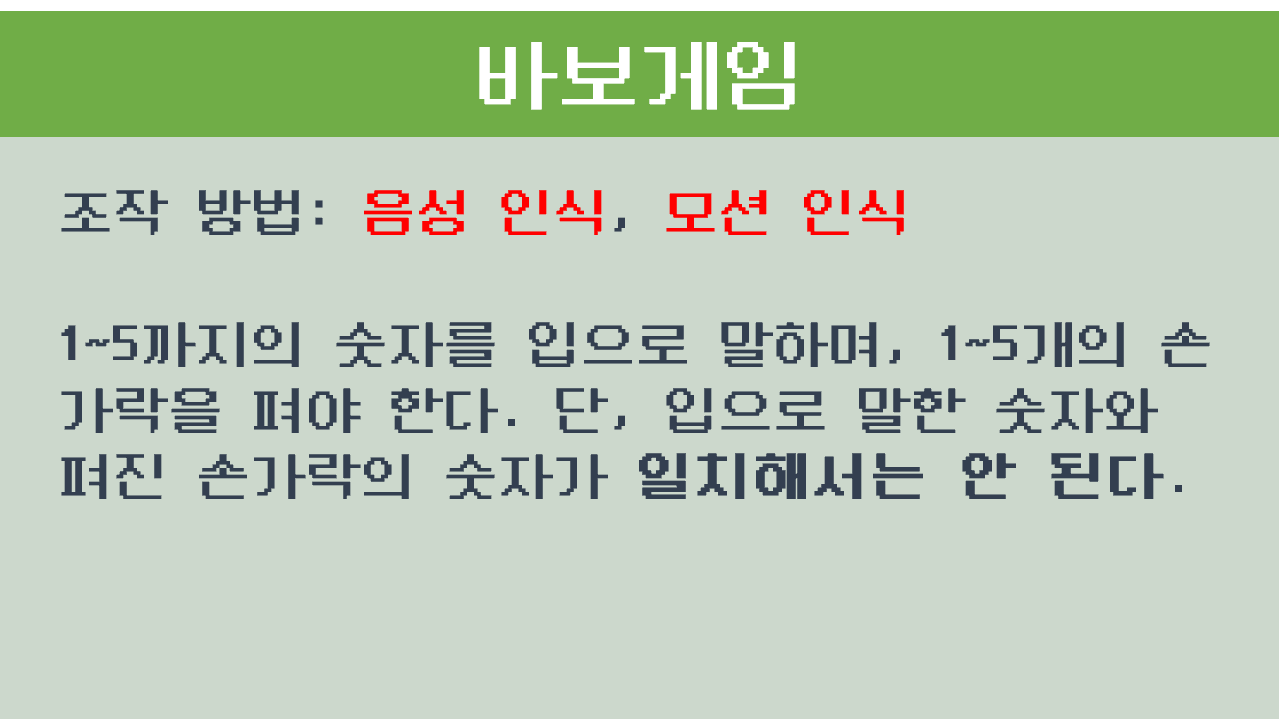 바보게임
조작 방법: 음성 인식, 모션 인식
1~5까지의 숫자를 입으로 말하며, 1~5개의 손
가락을 펴야 한다. 단, 입으로 말한 숫자와
펴진 손가락의 숫자가 일치해서는 안 된다.